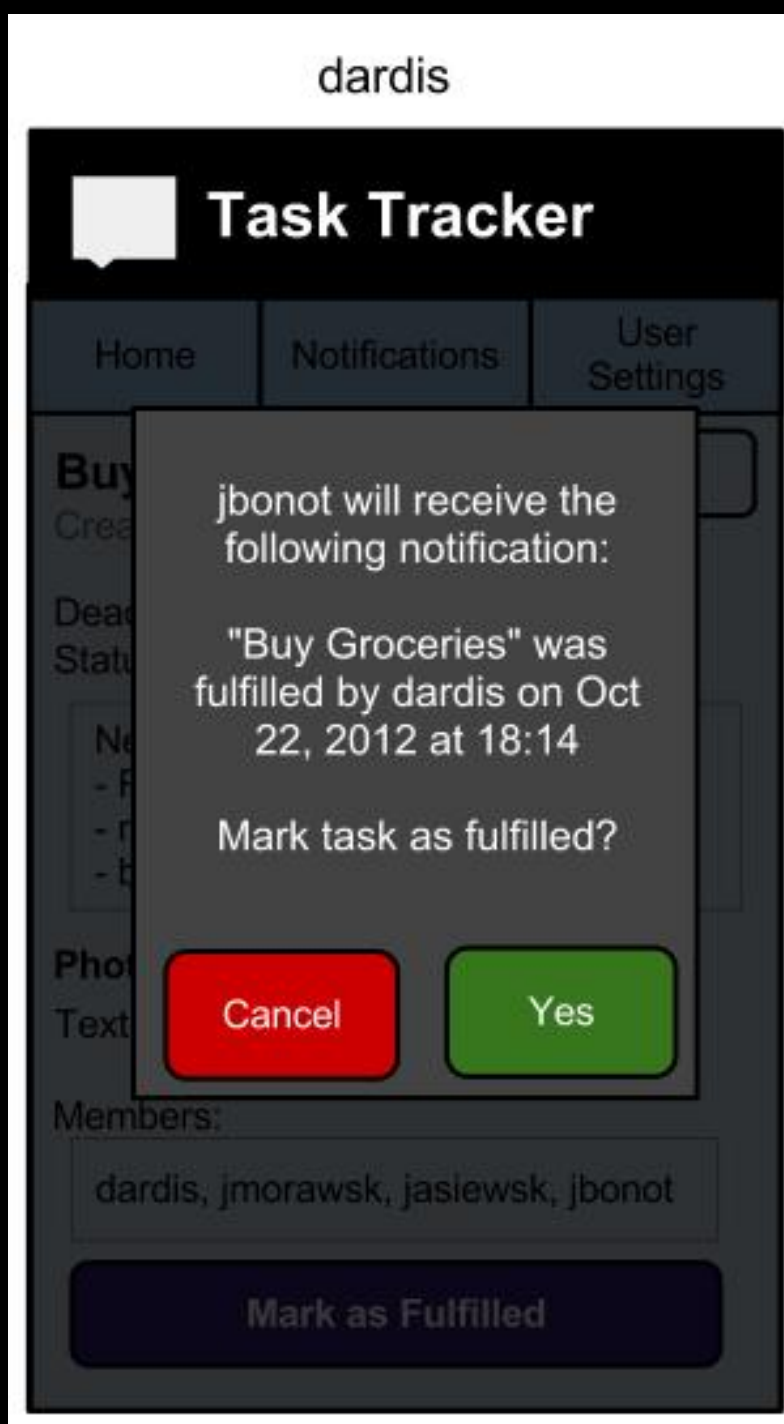 dardis
Task Tracker
Home
Notifications
User
Settings
Buy
jbonot will receive the
following notification:
"Buy Groceries" was
fulfilled by dardis on Oct
22, 2012 at 18:14
Mark task as fulfilled?
Cancel
Yes
Text
Members:
dardis, jmorawsk, jasiewsk, jbonot
Mark as Fulfilled